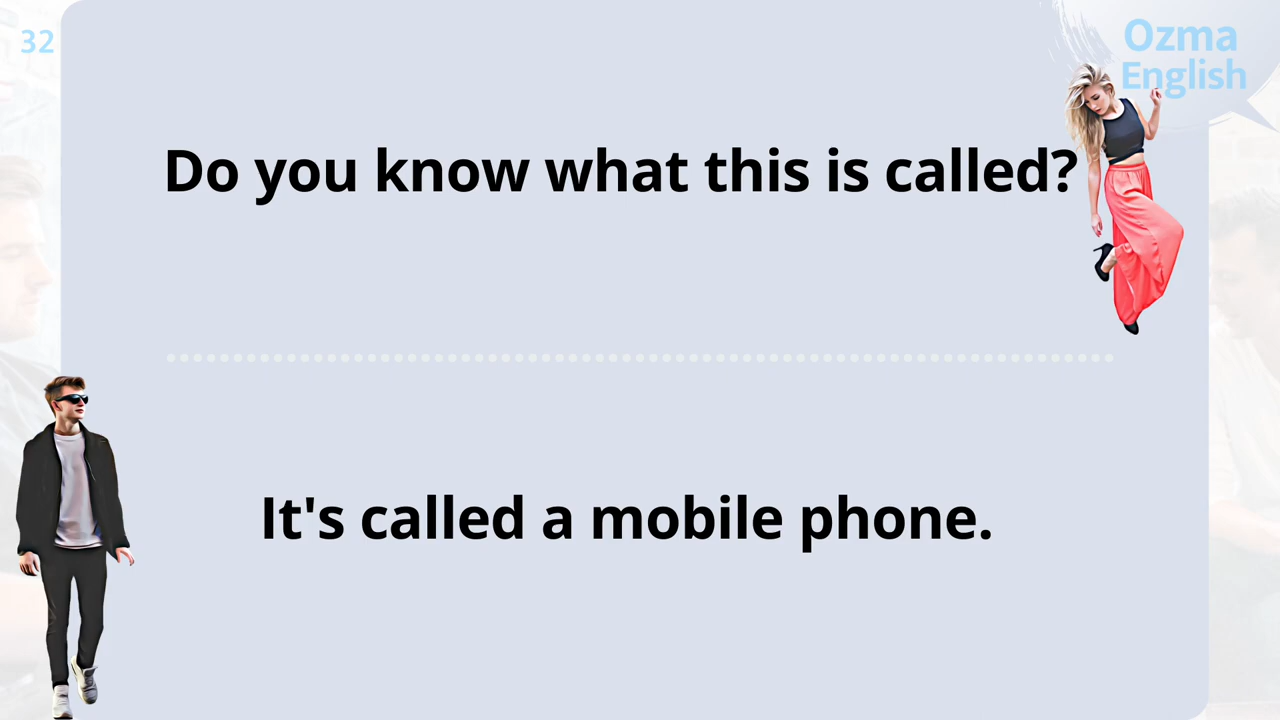 32
Ozma
English
Do you know what this is called?
It's called a mobile phone.